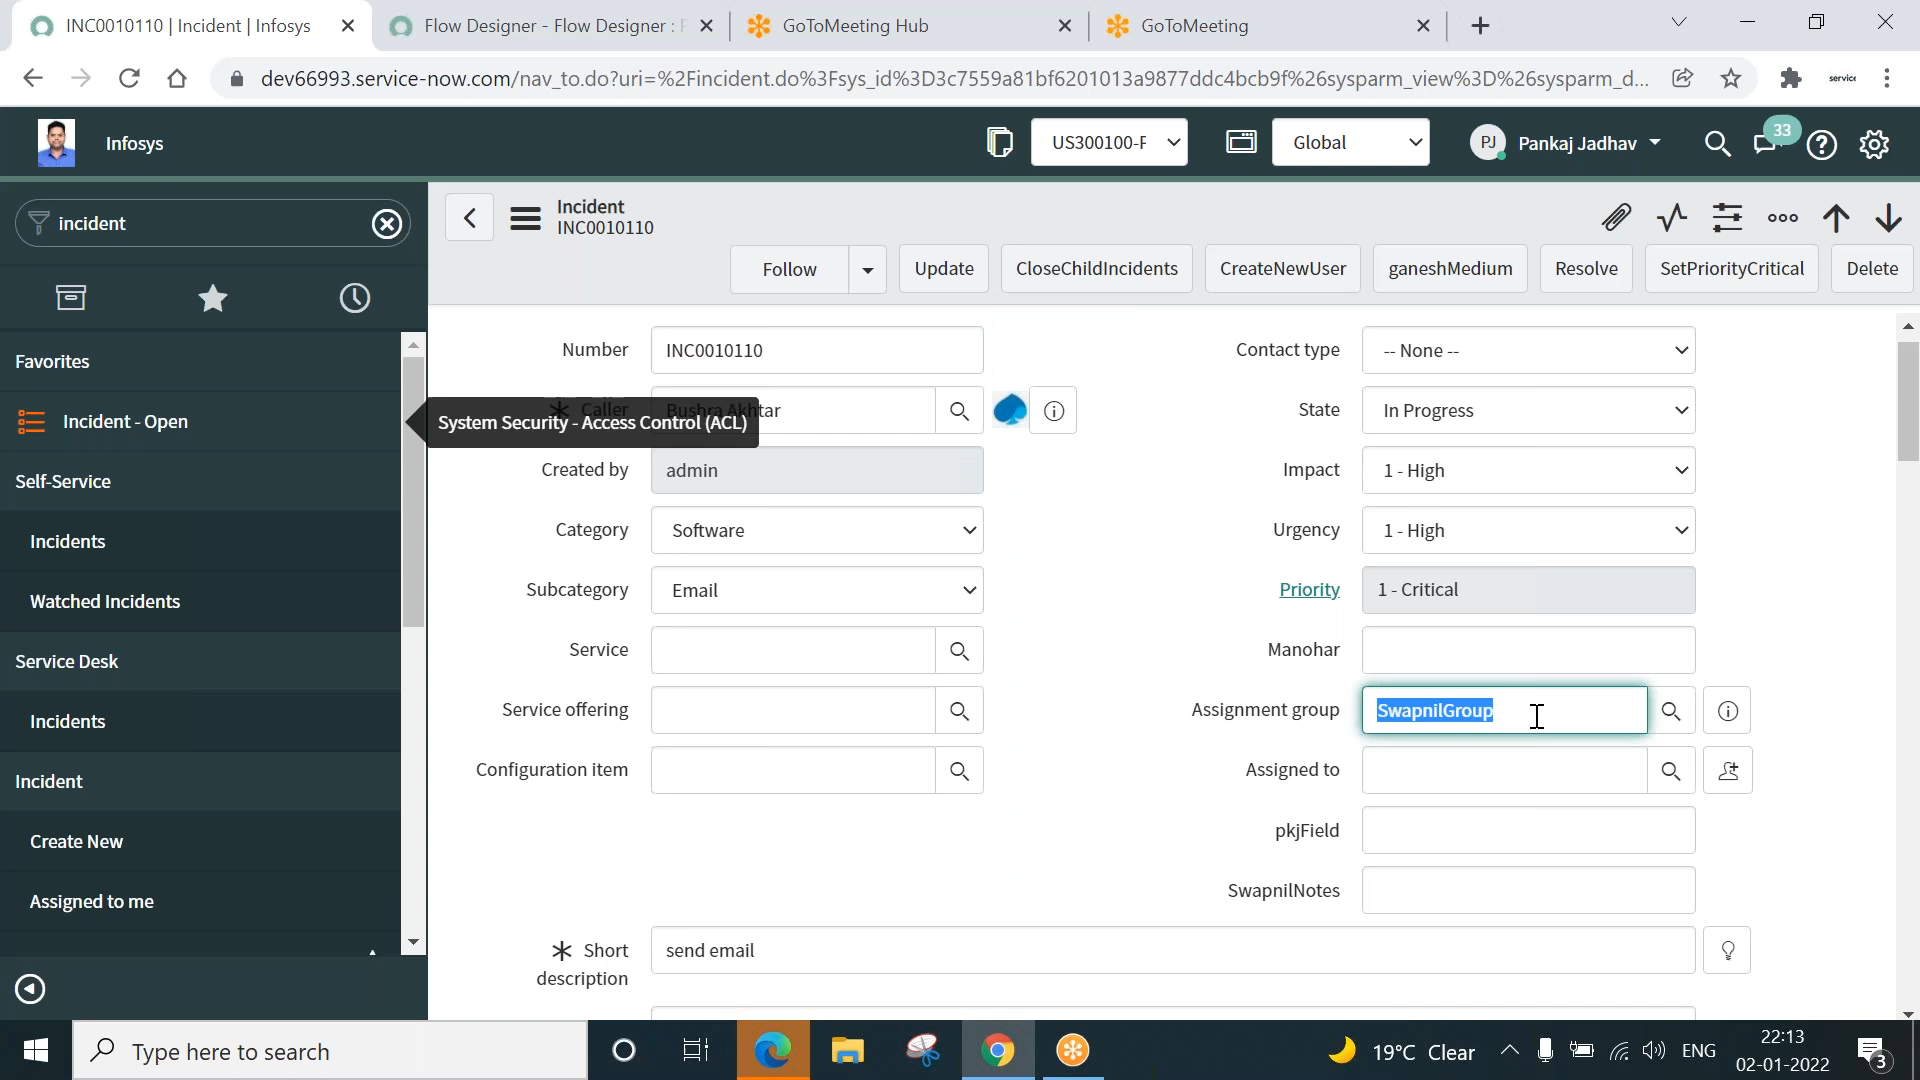 INC0010110 | Incident | Infosys
Flow Designer - Flow Designer : F
GoToMeeting Hub
GoToMeeting
dev66993.service-now.com/nav_to.do?uri=%2Fincident.do%3Fsys_id%3D3c7559a81bf6201013a9877ddc4bcb9f%26sysparm_view%3D%26sysparm_d...
service
Infosys
US300100-F
Global
PJ
Pankaj Jadhav
33
incident
Incident
INC0010110
Follow
Update
CloseChildIncidents
CreateNewUser
ganeshMedium
Resolve
SetPriorityCritical
Delete
Favorites
Incident - Open
Self-Service
Incidents
Watched Incidents
Service Desk
Incidents
Incident
Create New
Assigned to me
System Security - Access Control (ACL)
Number
INC0010110
Caller
Bushra Akhtar
Created by
admin
Category
Software
Subcategory
Email
Service
Service offering
Configuration item
Contact type
-- None --
State
In Progress
Impact
1 - High
Urgency
1 - High
Priority
1 - Critical
Manohar
Assignment group
SwapnilGroup
Assigned to
pkjField
SwapnilNotes
Short
description
send email
Type here to search
19°C Clear
ENG
22:13
02-01-2022
3